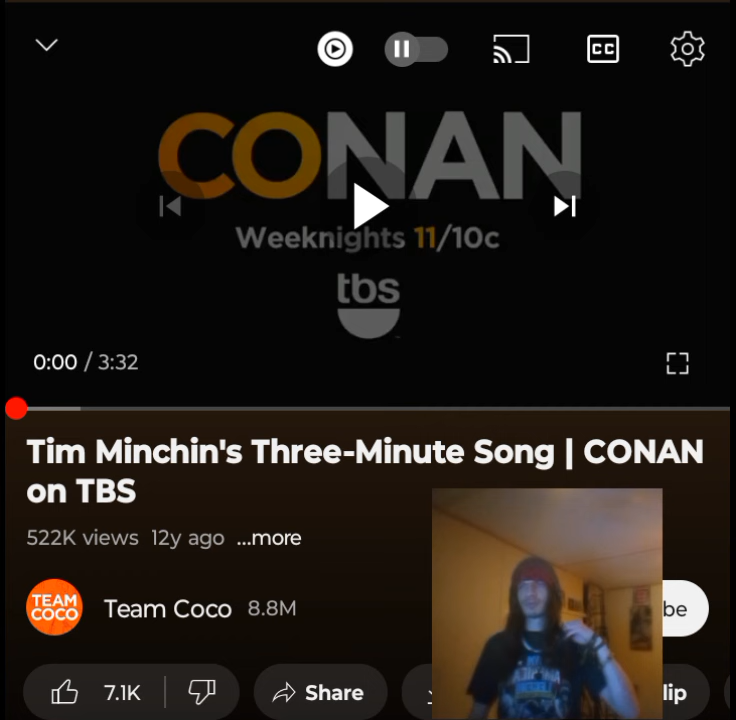 CC
CONAN
Weeknights 11/10c
tbs
0:00 / 3:32
Tim Minchin's Three-Minute Song | CONAN
on TBS
522K views 12y ago ...more
TEAM
COCO
Team Coco 8.8M
be
7.1K
Share
lip